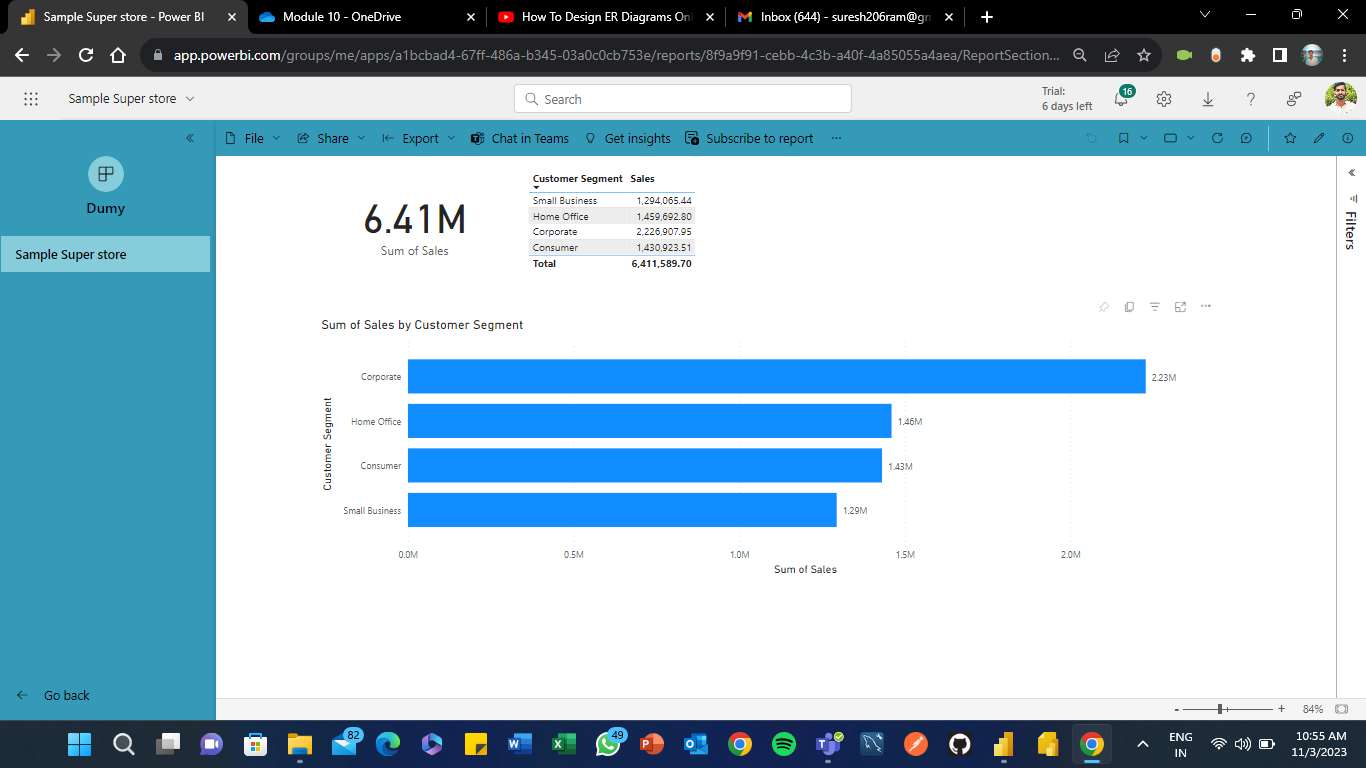 Sample Super store - Power BI
Module 10 - OneDrive
How To Design ER Diagrams Onl
Inbox (644) - suresh206ram@gm
app.powerbi.com/groups/me/apps/a1bcbad4-67ff-486a-b345-03a0c0cb753e/reports/8f9a9f91-cebb-4c3b-a40f-4a85055a4aea/ReportSection...
Sample Super store
Search
Trial:
6 days left
16
File
Share
Export
Chat in Teams
Get insights
Subscribe to report
Dumy
Sample Super store
Go back
6.41M
Sum of Sales
Customer Segment Sales
Small Business 1,294,065.44
Home Office 1,459,692.80
Corporate 2,226,907.95
Consumer 1,430,923.51
Total 6,411,589.70
Filters
Sum of Sales by Customer Segment
Customer Segment
Corporate 2.23M
Home Office 1.46M
Consumer 1.43M
Small Business 1.29M
0.0M 0.5M 1.0M 1.5M 2.0M
Sum of Sales
- + 84%
82
49
ENG
IN
10:55 AM
11/3/2023